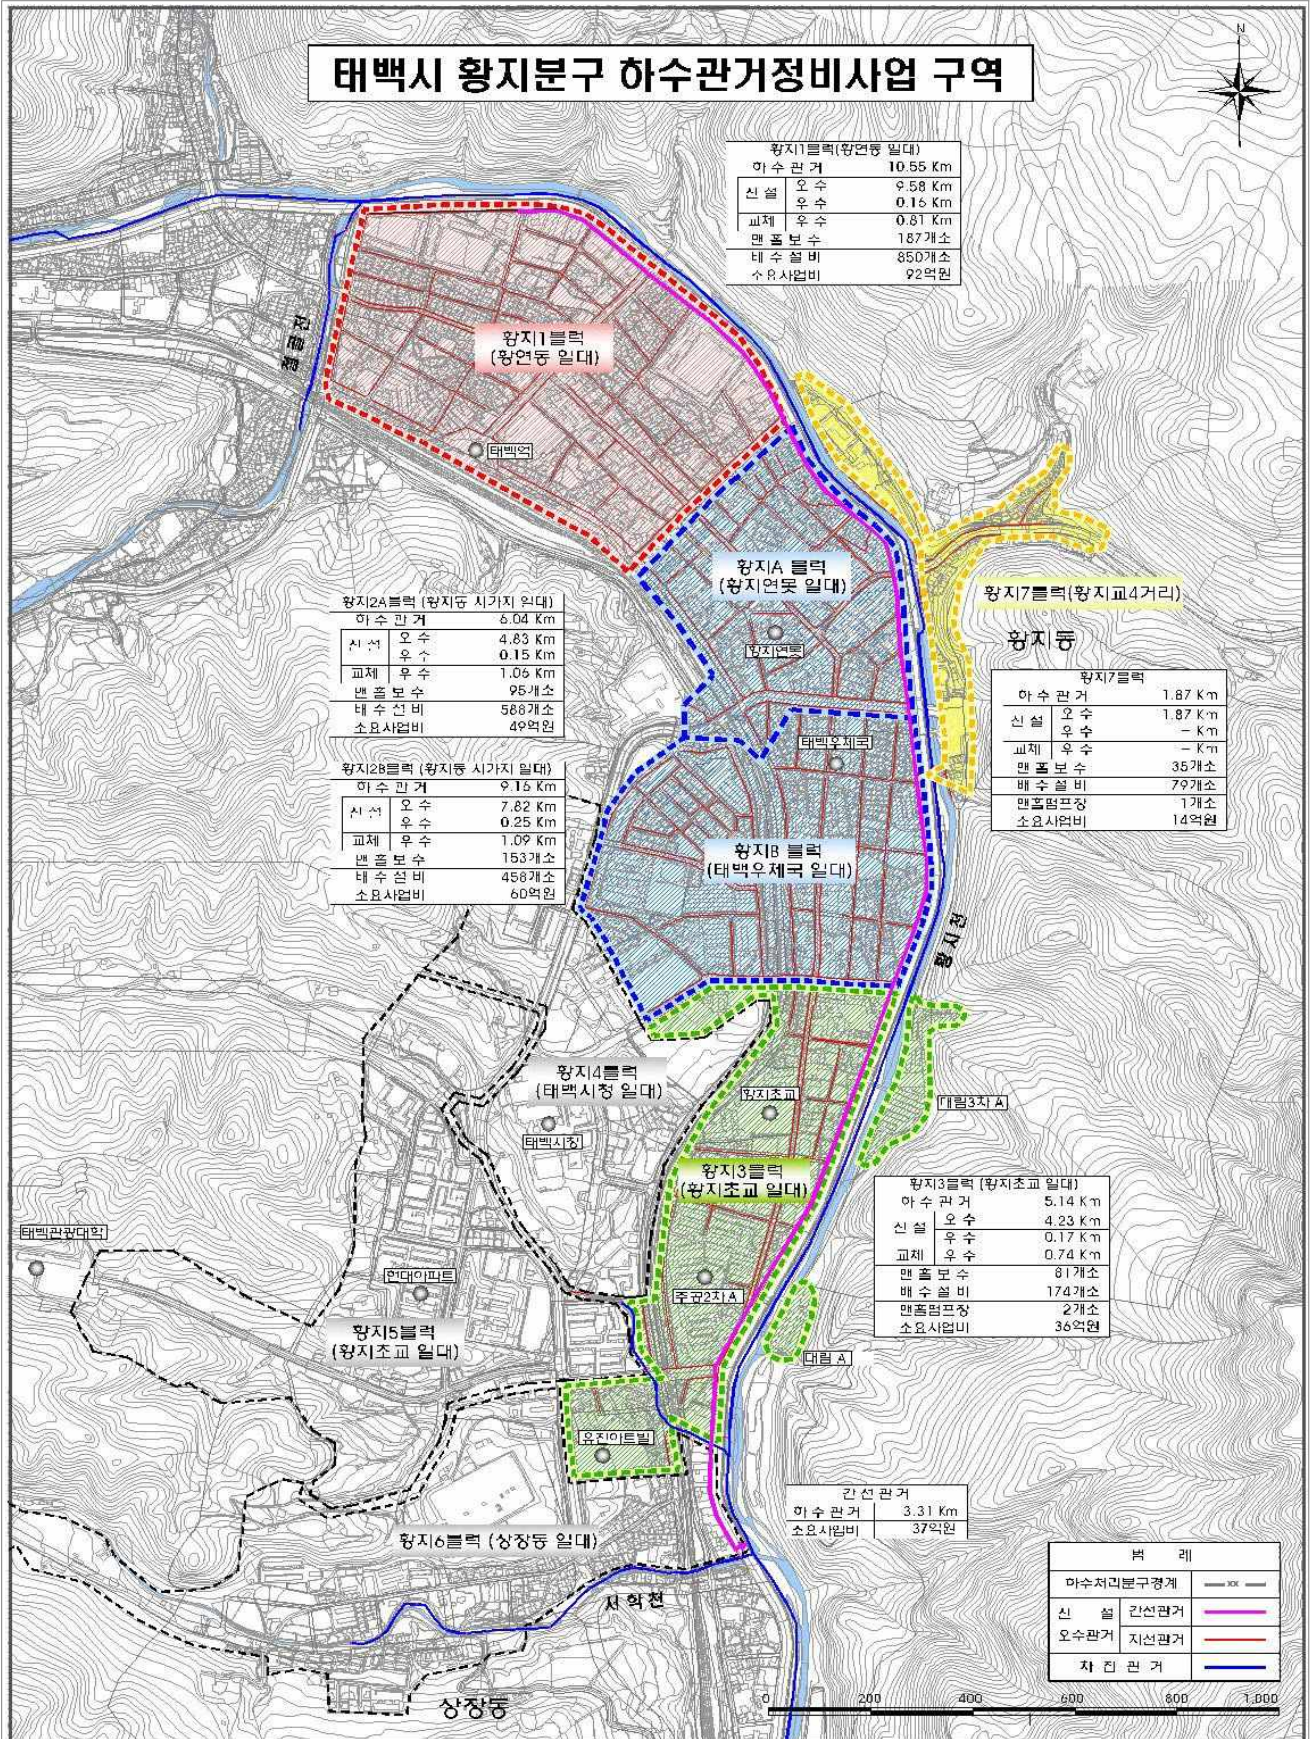 태백시 황지분구 하수관거정비사업 구역
N
황지1블럭(황연동 일대)
하 수 관 거 10.55 Km
신 설 오 수 9.58 Km
우 수 0.16 Km
교체 우 수 0.81 Km
맨 홀 보 수 187개소
배 수 설 비 850개소
소요사업비 92억원
황지1블럭
(황연동 일대)
절골천
태백역
황지A 블럭
(황지연못 일대)
황지7블럭(황지교4거리)
황지2A블럭 (황지동 시가지 일대)
하 수 관 거 6.04 Km
신 설 오 수 4.83 Km
우 수 0.15 Km
교체 우 수 1.06 Km
맨 홀 보 수 95개소
배 수 설 비 588개소
소요사업비 49억원
황지연못
황지동
황지7블럭
하 수 관 거 1.87 Km
신 설 오 수 1.87 Km
우 수 - Km
교체 우 수 - Km
맨 홀 보 수 35개소
배 수 설 비 79개소
맨홀펌프장 1개소
소요사업비 14억원
태백우체국
황지2B블럭 (황지동 시가지 일대)
하 수 관 거 9.16 Km
신 설 오 수 7.82 Km
우 수 0.25 Km
교체 우 수 1.09 Km
맨 홀 보 수 153개소
배 수 설 비 458개소
소요사업비 60억원
황지B 블럭
(태백우체국 일대)
황지천
황지4블럭
(태백시청 일대)
황지초교
대림3차 A
태백시청
황지3블럭
(황지초교 일대)
황지3블럭 (황지초교 일대)
하 수 관 거 5.14 Km
신 설 오 수 4.23 Km
우 수 0.17 Km
교체 우 수 0.74 Km
맨 홀 보 수 81개소
배 수 설 비 174개소
맨홀펌프장 2개소
소요사업비 36억원
태백관광대학
현대아파트
주공2차 A
황지5블럭
(황지초교 일대)
대림 A
유진아트빌
간 선 관 거
하 수 관 거 3.31 Km
소요사업비 37억원
황지6블럭 (상장동 일대)
서학천
상장동
범 례
하수처리분구경계
신 설 간선관거
오수관거 지선관거
차 집 관 거
0 200 400 600 800 1,000